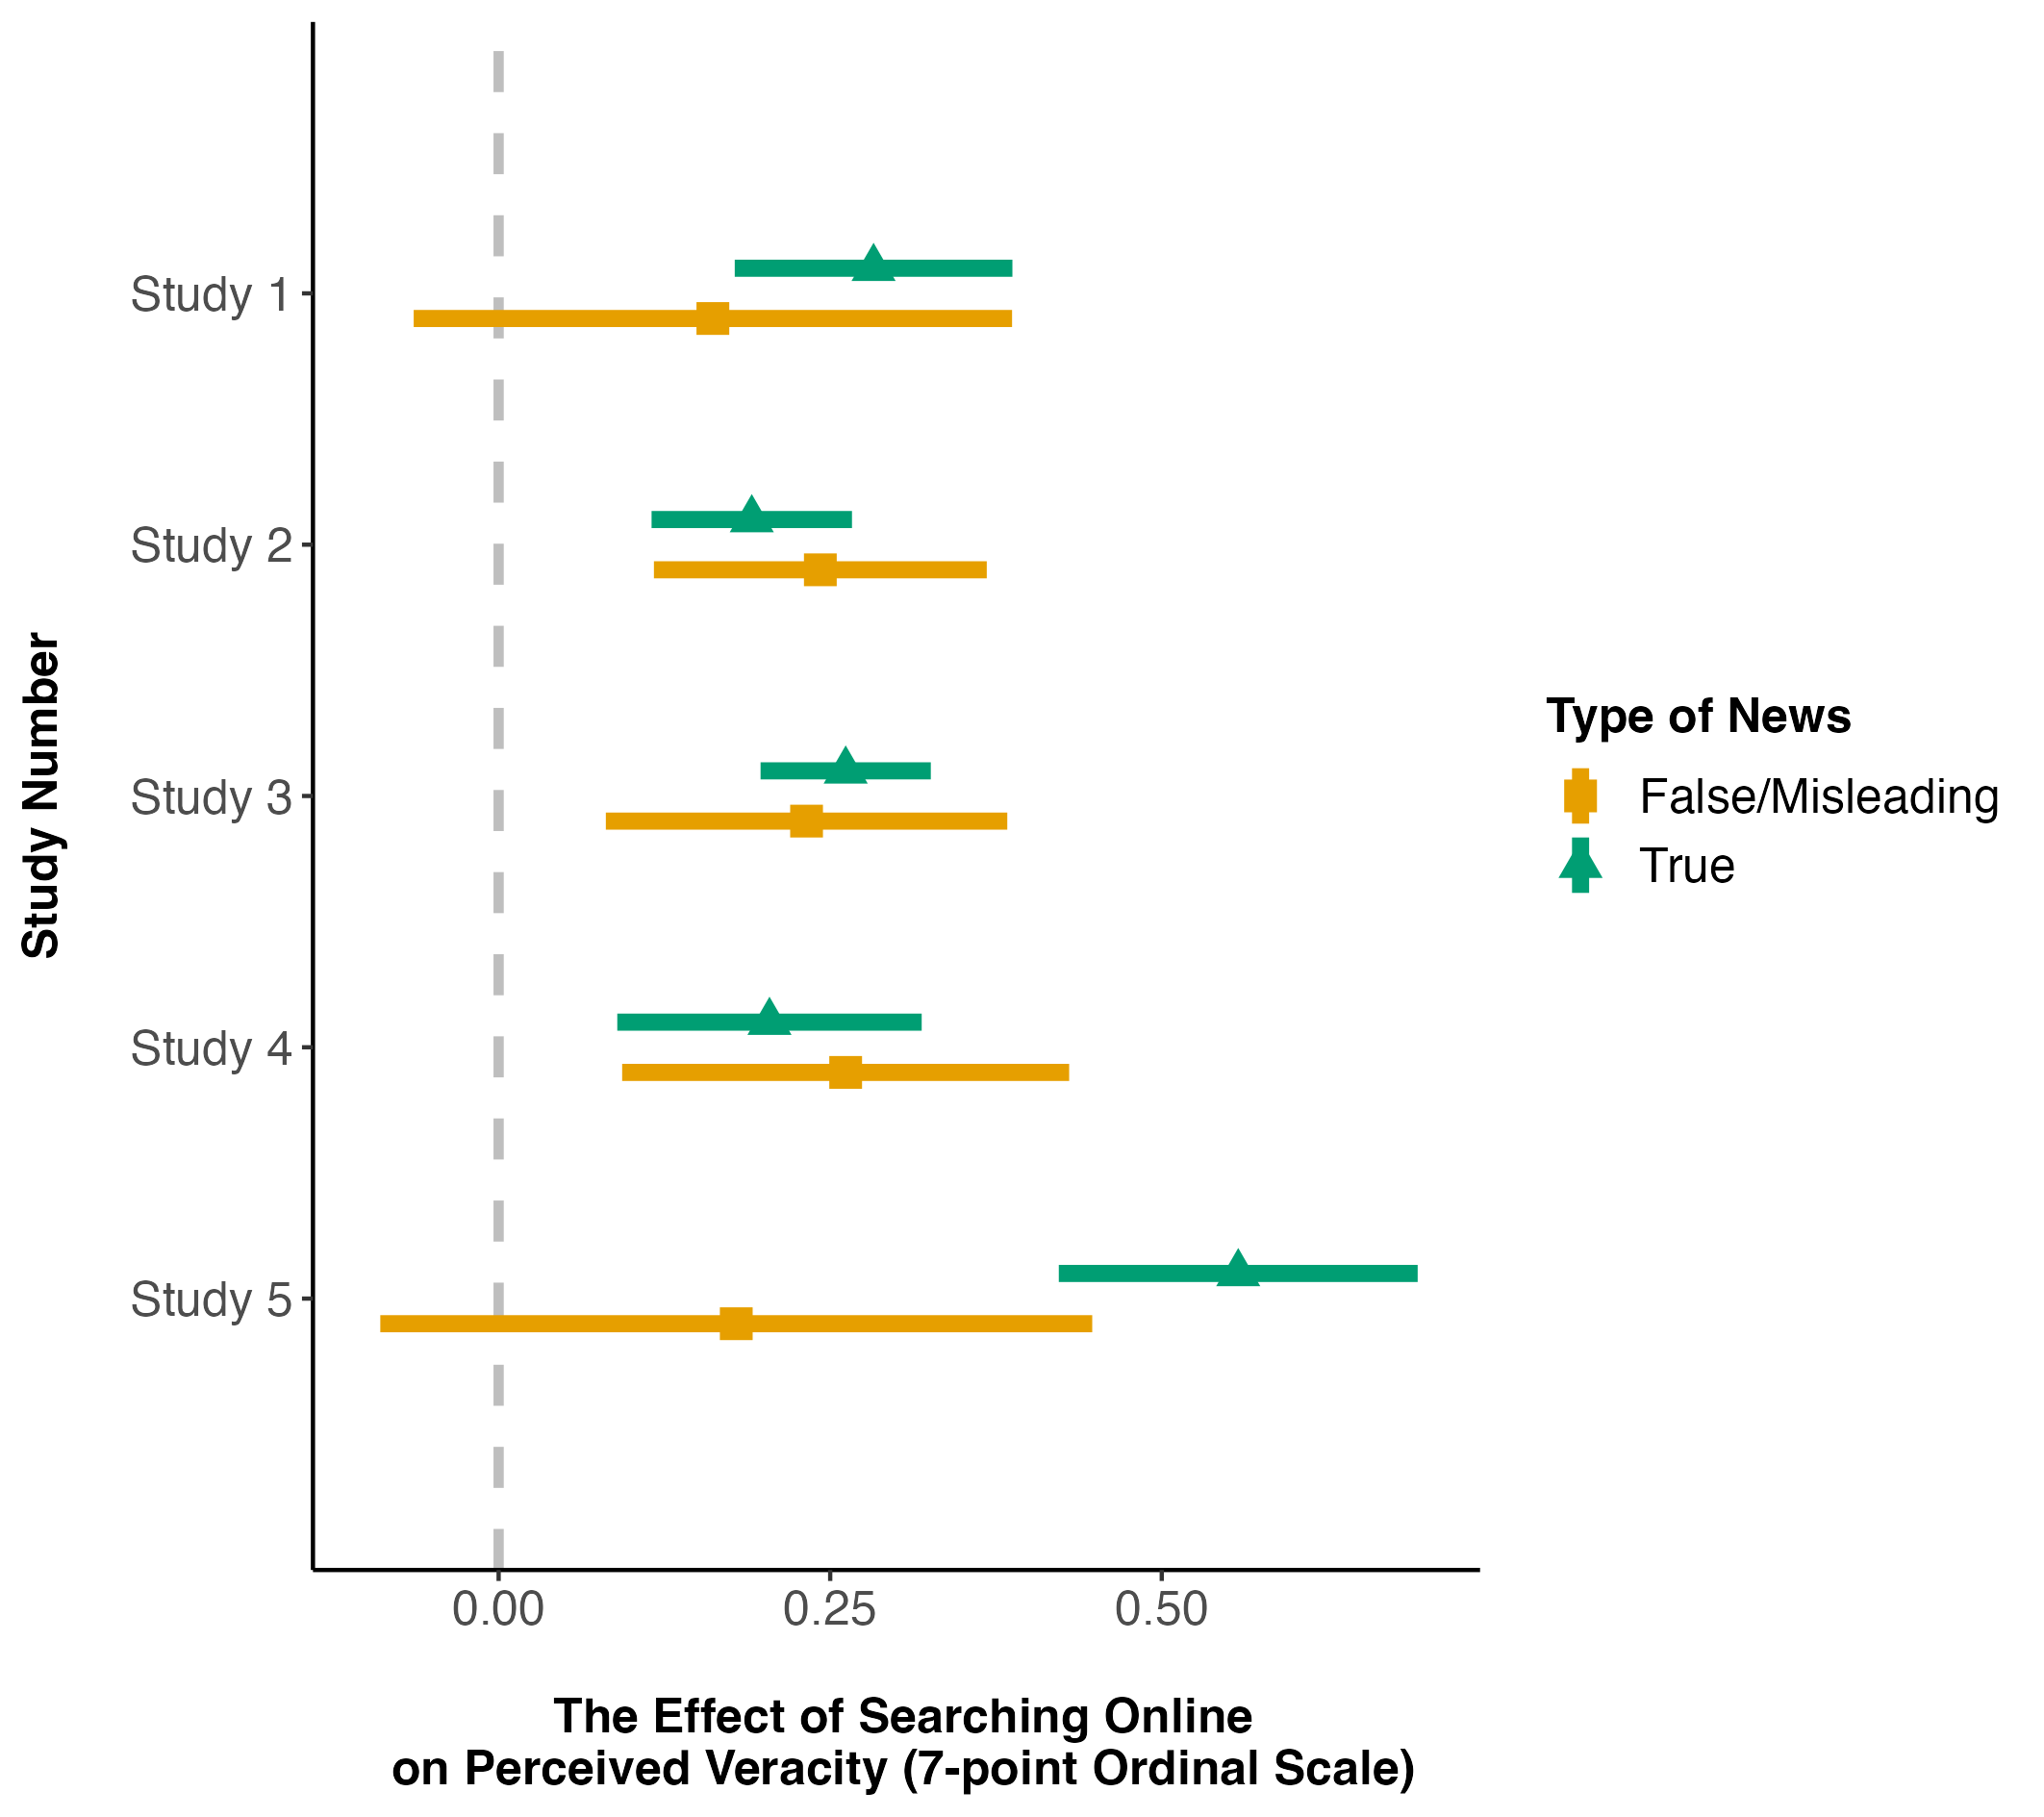 Study Number
Study 1
Study 2
Study 3
Study 4
Study 5
0.00
0.25
0.50
The Effect of Searching Online
on Perceived Veracity (7-point Ordinal Scale)
Type of News
False/Misleading
True